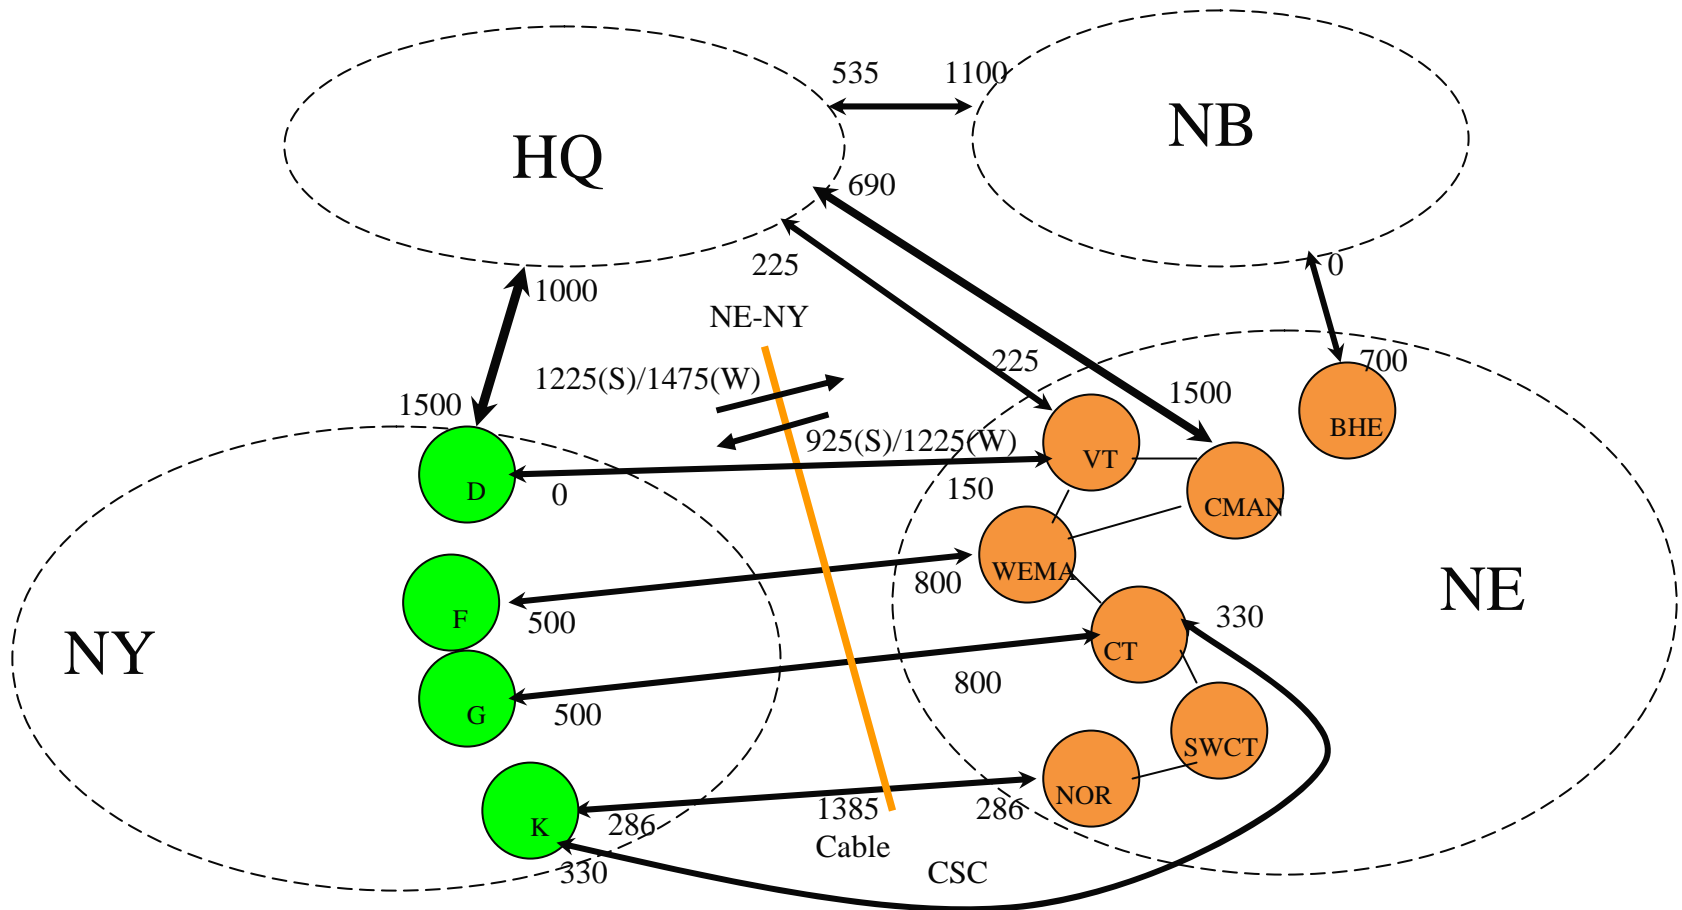 535
1100
HQ
NB
690
225
0
1000
NE-NY
225
700
1225(S)/1475(W)
1500
1500
BHE
925(S)/1225(W)
VT
D
0
150
CMAN
WEMA
800
NE
F
500
330
NY
CT
800
G
500
SWCT
NOR
1385
286
286
K
Cable
330
CSC